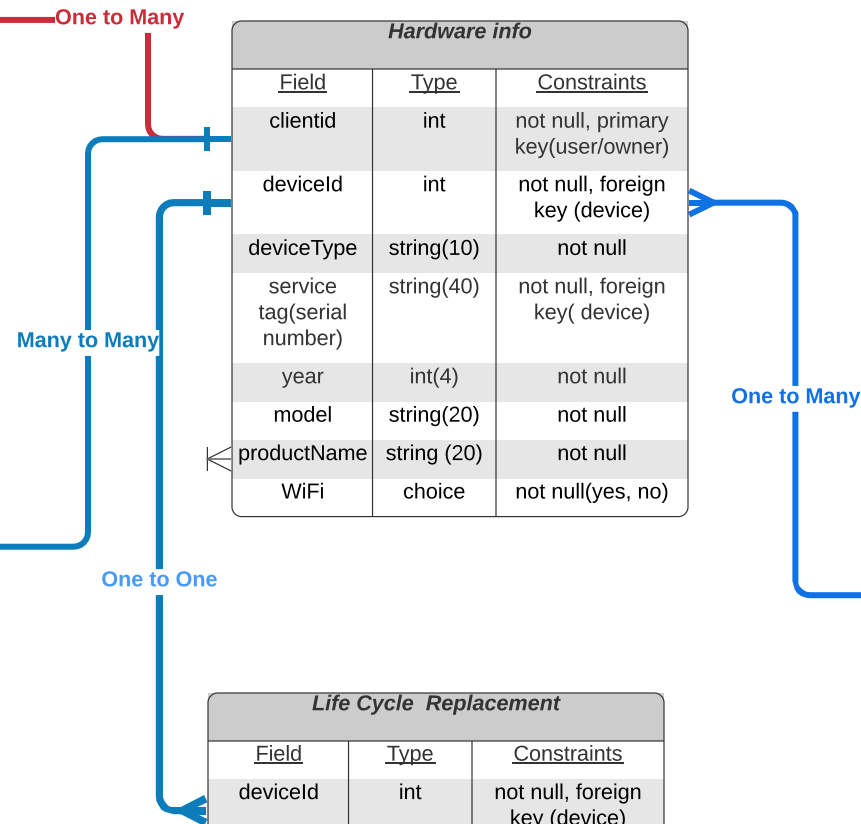 One to Many
Hardware info
Field Type Constraints
clientid int not null, primary
key(user/owner)
deviceId int not null, foreign
key (device)
deviceType string(10) not null
service string(40) not null, foreign
tag(serial key( device)
number)
Many to Many
year int(4) not null
One to Many
model string(20) not null
productName string (20) not null
WiFi choice not null(yes, no)
One to One
Life Cycle  Replacement
Field Type Constraints
deviceId int not null, foreign
key (device)